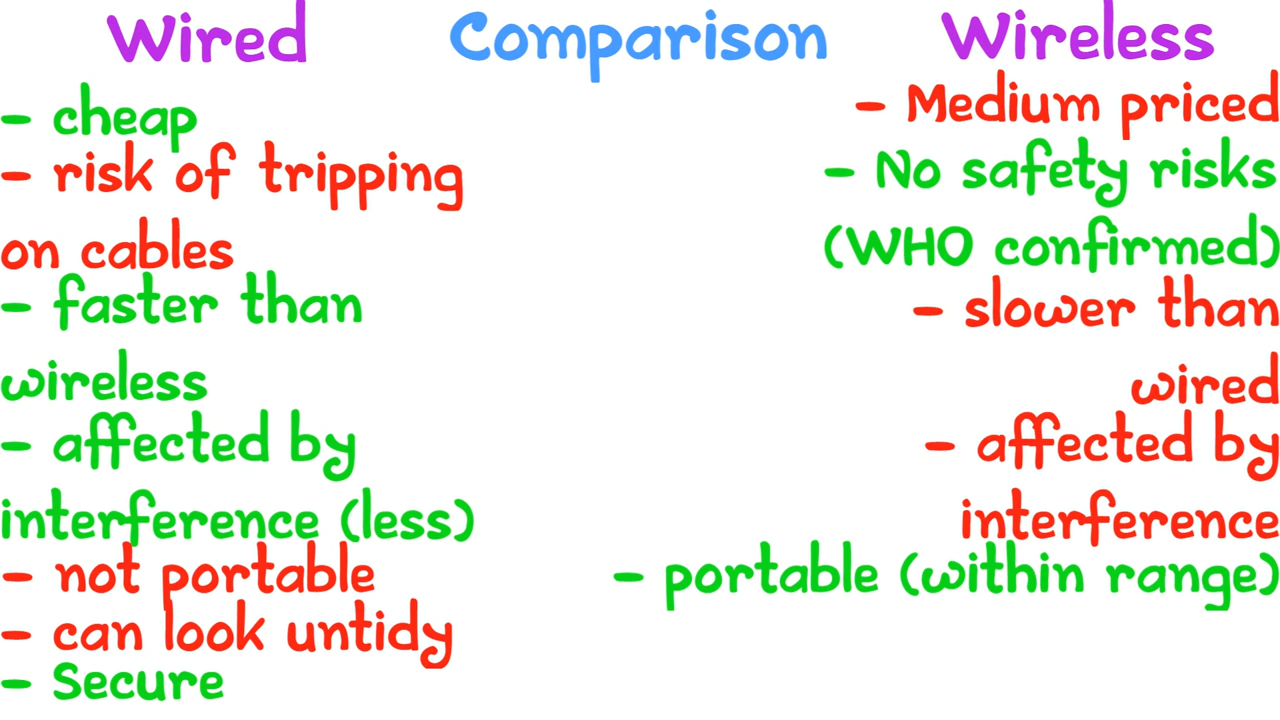 Wired Comparison Wireless
- cheap
- risk of tripping
on cables
- faster than
wireless
- affected by
interference (less)
- not portable
- can look untidy
- Secure
- Medium priced
- No safety risks
(WHO confirmed)
- slower than
wired
- affected by
interference
- portable (within range)